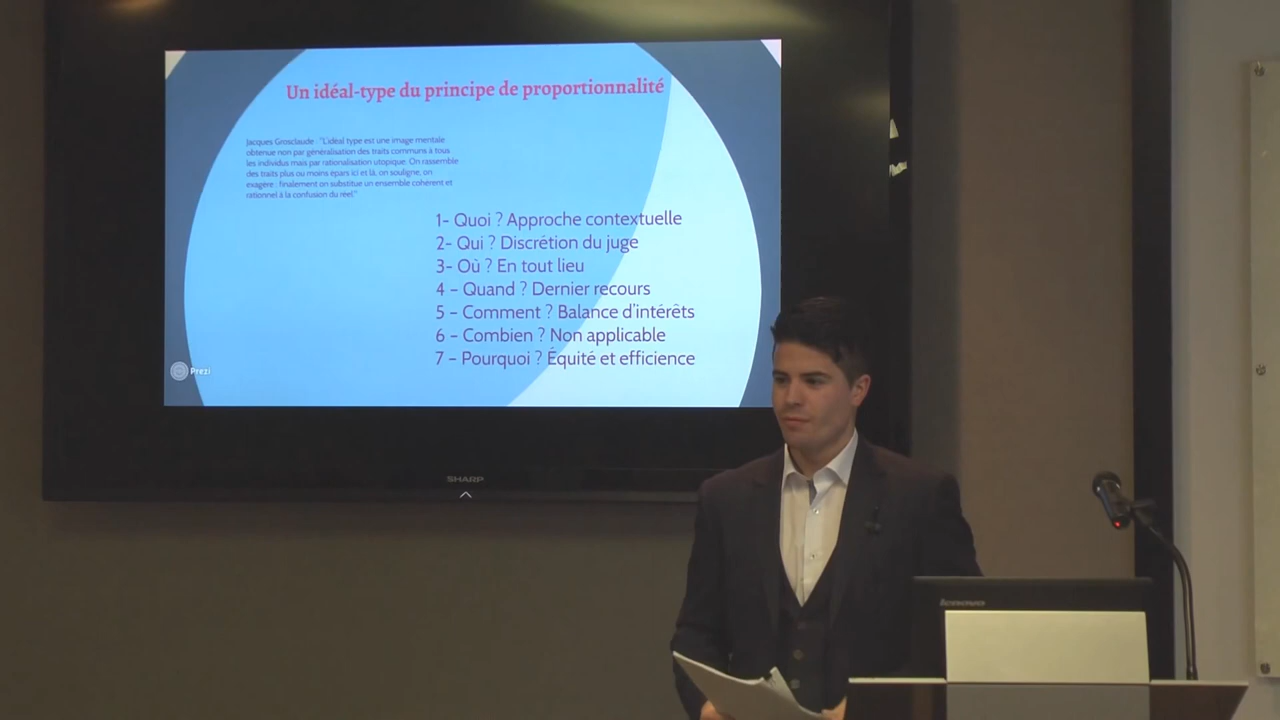 Un idéal-type du principe de proportionnalité
Jacques Grosclaude : "L'idéal type est une image mentale
obtenue non par généralisation des traits communs à tous
les individus mais par rationalisation utopique. On rassemble
des traits plus ou moins épars ici et là, on souligne, on
exagère : finalement on substitue un ensemble cohérent et
rationnel à la confusion du réel."
1- Quoi ? Approche contextuelle
2- Qui ? Discrétion du juge
3- Où ? En tout lieu
4 – Quand ? Dernier recours
5 – Comment ? Balance d'intérêts
6 – Combien ? Non applicable
7 – Pourquoi ? Équité et efficience
Prezi
SHARP
lenovo